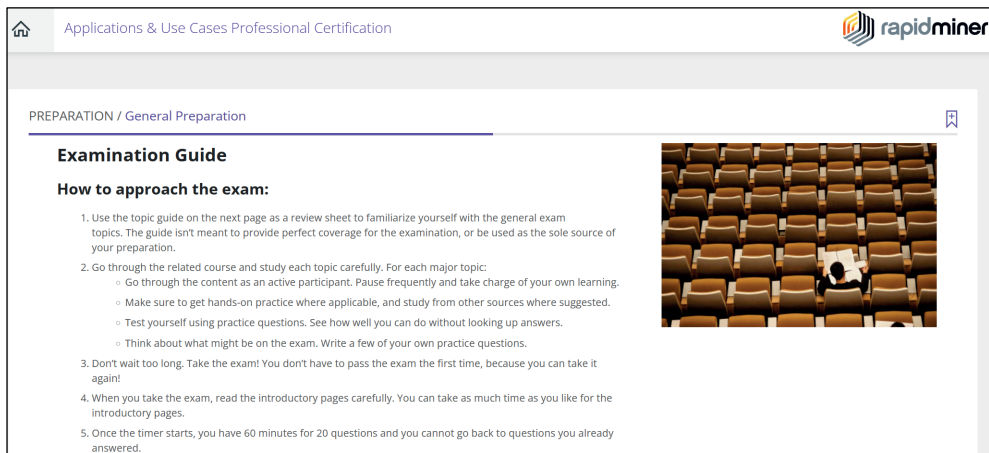 Applications & Use Cases Professional Certification
rapidminer
PREPARATION / General Preparation
Examination Guide
How to approach the exam:
1. Use the topic guide on the next page as a review sheet to familiarize yourself with the general exam
topics. The guide isn't meant to provide perfect coverage for the examination, or be used as the sole source of
your preparation.
2. Go through the related course and study each topic carefully. For each major topic:
◦ Go through the content as an active participant. Pause frequently and take charge of your own learning.
◦ Make sure to get hands-on practice where applicable, and study from other sources where suggested.
◦ Test yourself using practice questions. See how well you can do without looking up answers.
◦ Think about what might be on the exam. Write a few of your own practice questions.
3. Don't wait too long. Take the exam! You don't have to pass the exam the first time, because you can take it
again!
4. When you take the exam, read the introductory pages carefully. You can take as much time as you like for the
introductory pages.
5. Once the timer starts, you have 60 minutes for 20 questions and you cannot go back to questions you already
answered.